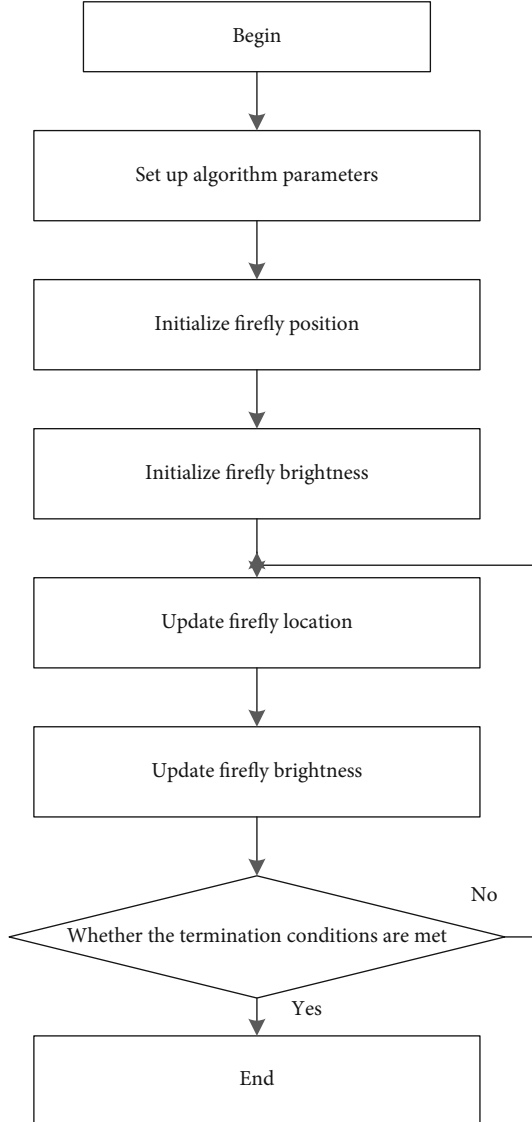 Begin
Set up algorithm parameters
Initialize firefly position
Initialize firefly brightness
Update firefly location
Update firefly brightness
No
Whether the termination conditions are met
Yes
End